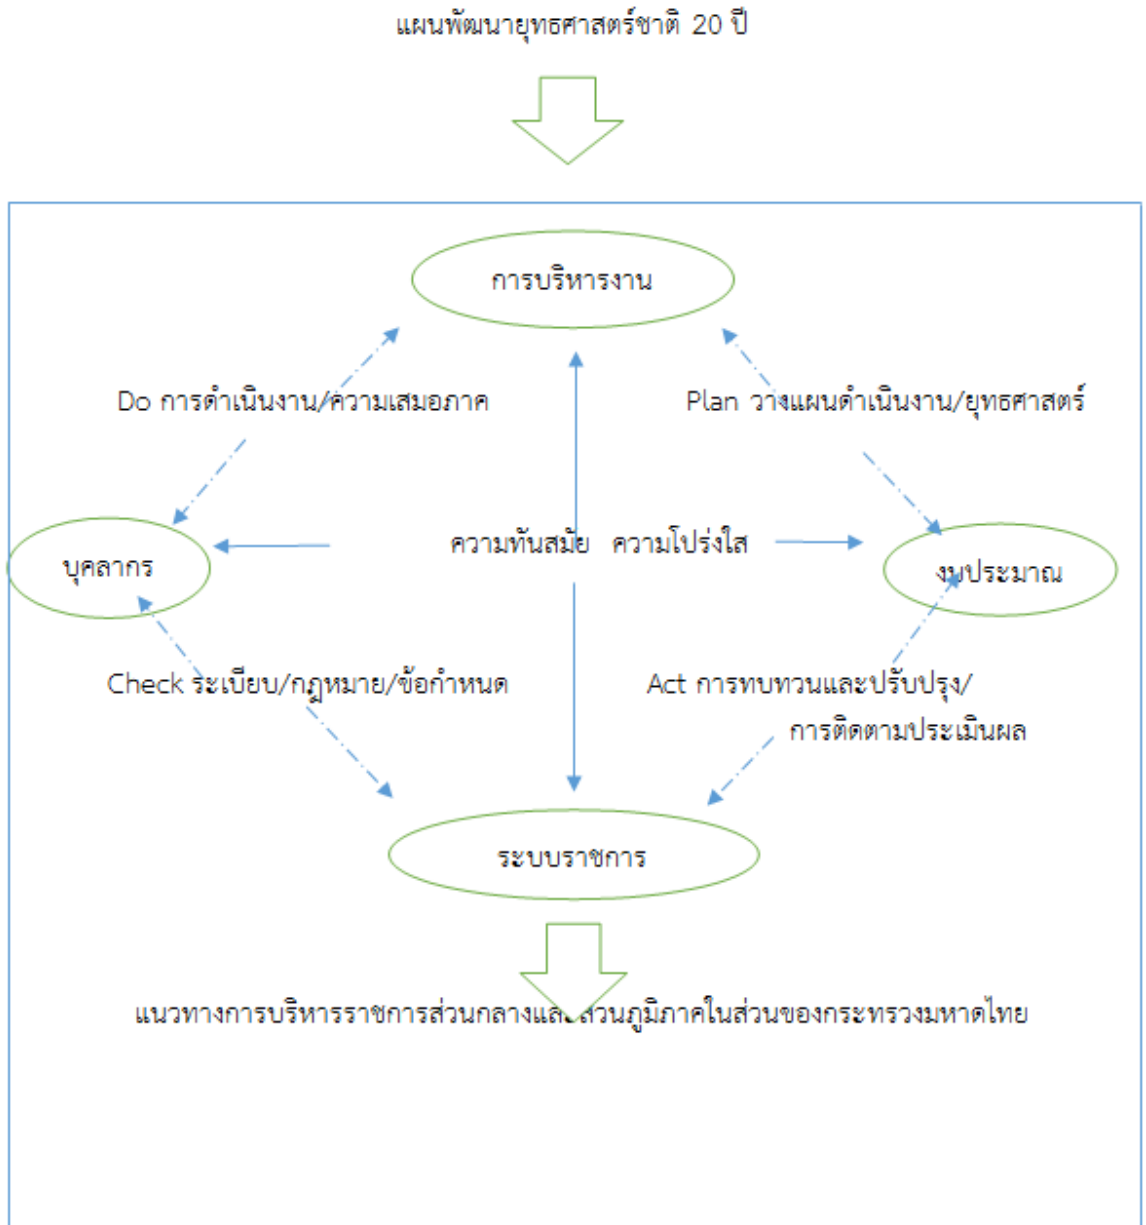 แผนพัฒนายุทธศาสตร์ชาติ 20 ปี
การบริหารงาน
Do การดำเนินงาน/ความเสมอภาค
Plan วางแผนดำเนินงาน/ยุทธศาสตร์
ความทันสมัย ความโปร่งใส
บุคลากร
งบประมาณ
Check ระเบียบ/กฎหมาย/ข้อกำหนด
Act การทบทวนและปรับปรุง/
การติดตามประเมินผล
ระบบราชการ
แนวทางการบริหารราชการส่วนกลางและส่วนภูมิภาคในส่วนของกระทรวงมหาดไทย